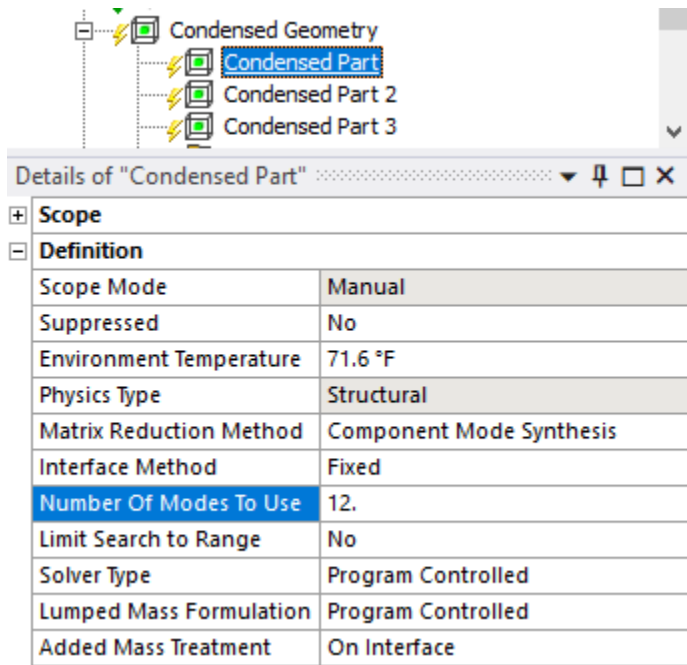 Condensed Geometry
Condensed Part
Condensed Part 2
Condensed Part 3
Details of "Condensed Part"
Scope
Definition
Scope Mode Manual
Suppressed No
Environment Temperature 71.6 °F
Physics Type Structural
Matrix Reduction Method Component Mode Synthesis
Interface Method Fixed
Number Of Modes To Use 12.
Limit Search to Range No
Solver Type Program Controlled
Lumped Mass Formulation Program Controlled
Added Mass Treatment On Interface